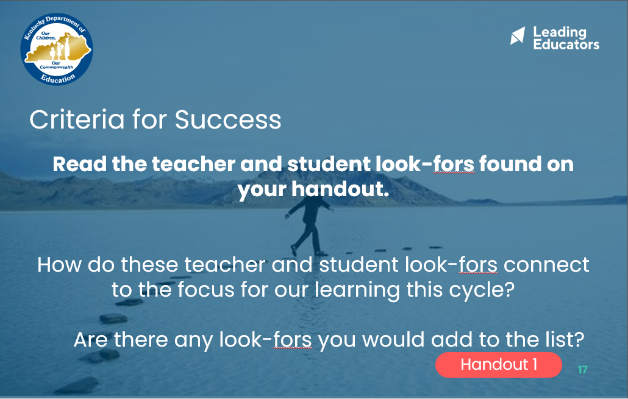 Kentucky Department of
Our
Children,
Our
Commonwealth
Education
Leading
Educators
Criteria for Success
Read the teacher and student look-fors found on
your handout.
How do these teacher and student look-fors connect
to the focus for our learning this cycle?
Are there any look-fors you would add to the list?
Handout 1
17